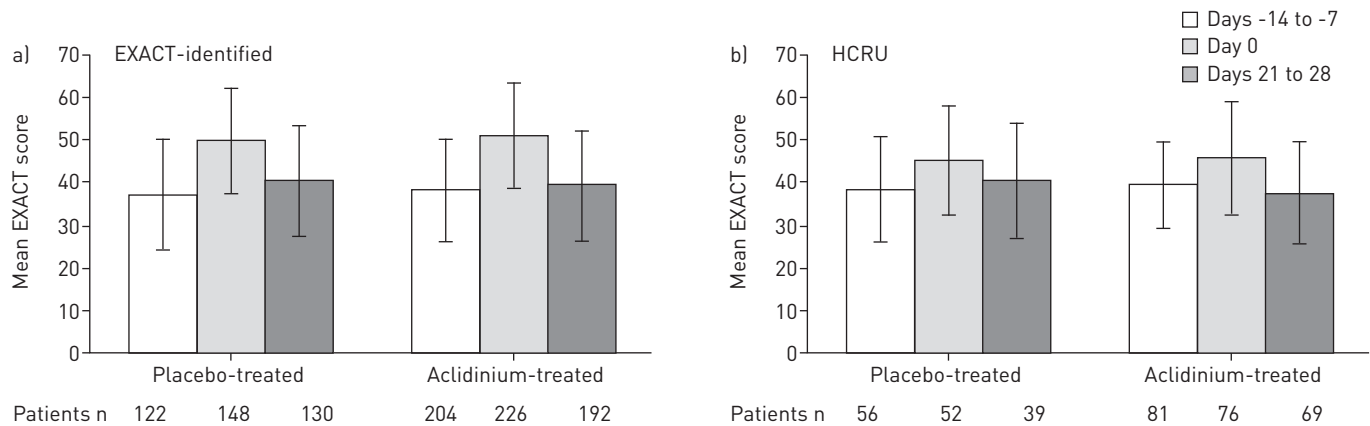 a) EXACT-identified
70
60
50
40
30
20
10
0
Mean EXACT score
Placebo-treated Aclidinium-treated
Patients n 122 148 130 204 226 192
b) HCRU
Days -14 to -7
Day 0
Days 21 to 28
70
60
50
40
30
20
10
0
Mean EXACT score
Placebo-treated Aclidinium-treated
Patients n 56 52 39 81 76 69